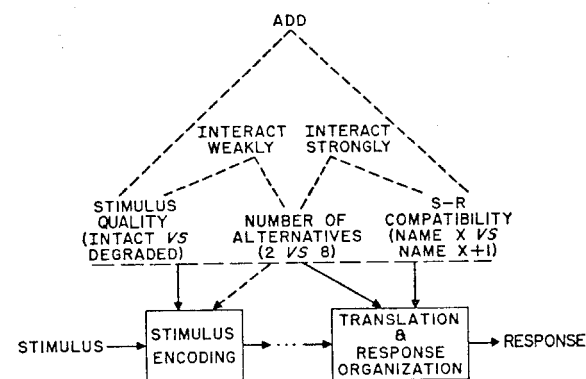 ADD
INTERACT WEAKLY
INTERACT STRONGLY
STIMULUS QUALITY (INTACT VS DEGRADED)
NUMBER OF ALTERNATIVES (2 VS 8)
S-R COMPATIBILITY (NAME X VS NAME X+1)
STIMULUS
STIMULUS ENCODING
...
TRANSLATION & RESPONSE ORGANIZATION
RESPONSE